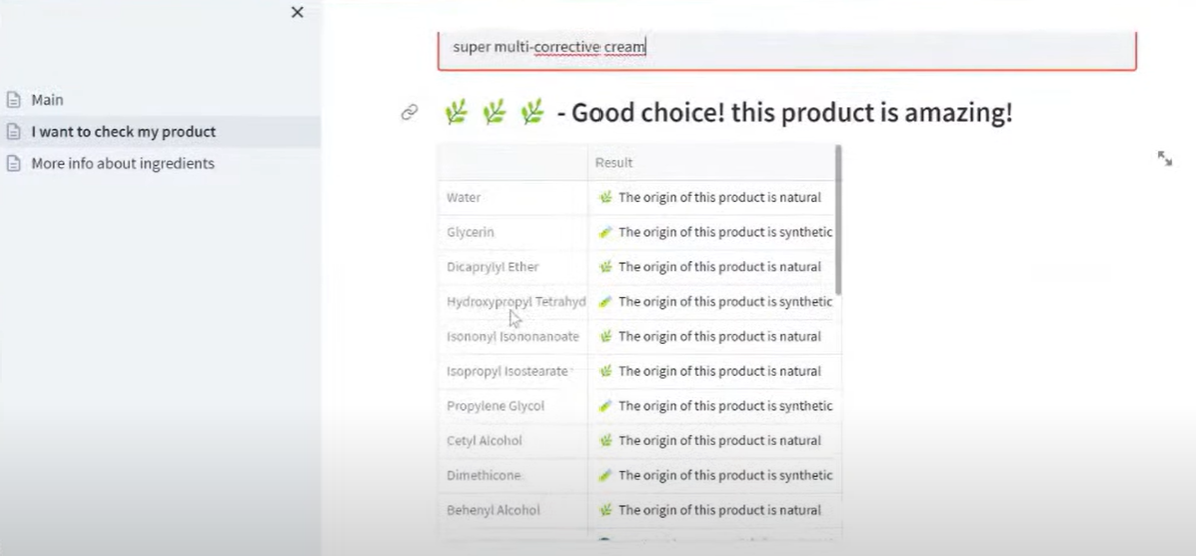 super multi-corrective cream
Main
I want to check my product
More info about ingredients
🌿 🌿 🌿 - Good choice! this product is amazing!
Result
Water 🌿 The origin of this product is natural
Glycerin 🧪 The origin of this product is synthetic
Dicaprylyl Ether 🌿 The origin of this product is natural
Hydroxypropyl Tetrahyd 🧪 The origin of this product is synthetic
Isononyl Isononanoate 🌿 The origin of this product is natural
Isopropyl Isostearate 🌿 The origin of this product is natural
Propylene Glycol 🧪 The origin of this product is synthetic
Cetyl Alcohol 🌿 The origin of this product is natural
Dimethicone 🧪 The origin of this product is synthetic
Behenyl Alcohol 🌿 The origin of this product is natural